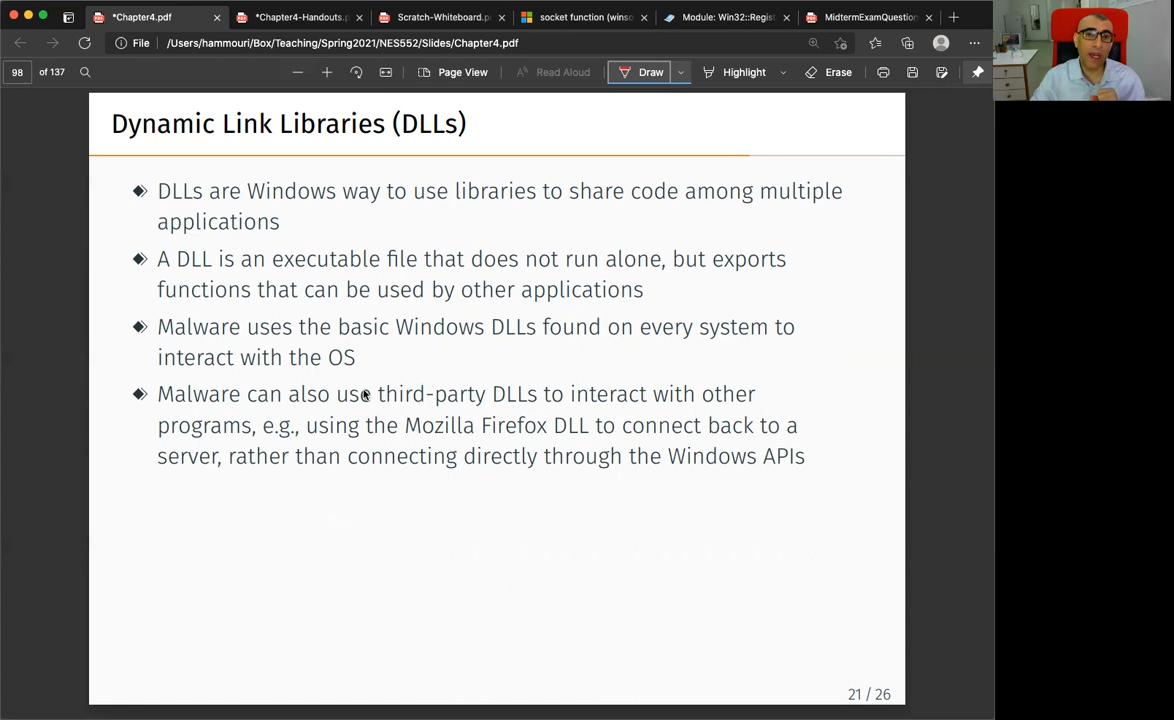 *Chapter4.pdf
*Chapter4-Handouts.p
Scratch-Whiteboard.p
socket function (winso
Module: Win32::Regist
MidtermExamQuestion
File
/Users/hammouri/Box/Teaching/Spring2021/NES552/Slides/Chapter4.pdf
98 of 137
Page View
Read Aloud
Draw
Highlight
Erase
Dynamic Link Libraries (DLLs)
DLLs are Windows way to use libraries to share code among multiple
applications
A DLL is an executable file that does not run alone, but exports
functions that can be used by other applications
Malware uses the basic Windows DLLs found on every system to
interact with the OS
Malware can also use third-party DLLs to interact with other
programs, e.g., using the Mozilla Firefox DLL to connect back to a
server, rather than connecting directly through the Windows APIs
21 / 26